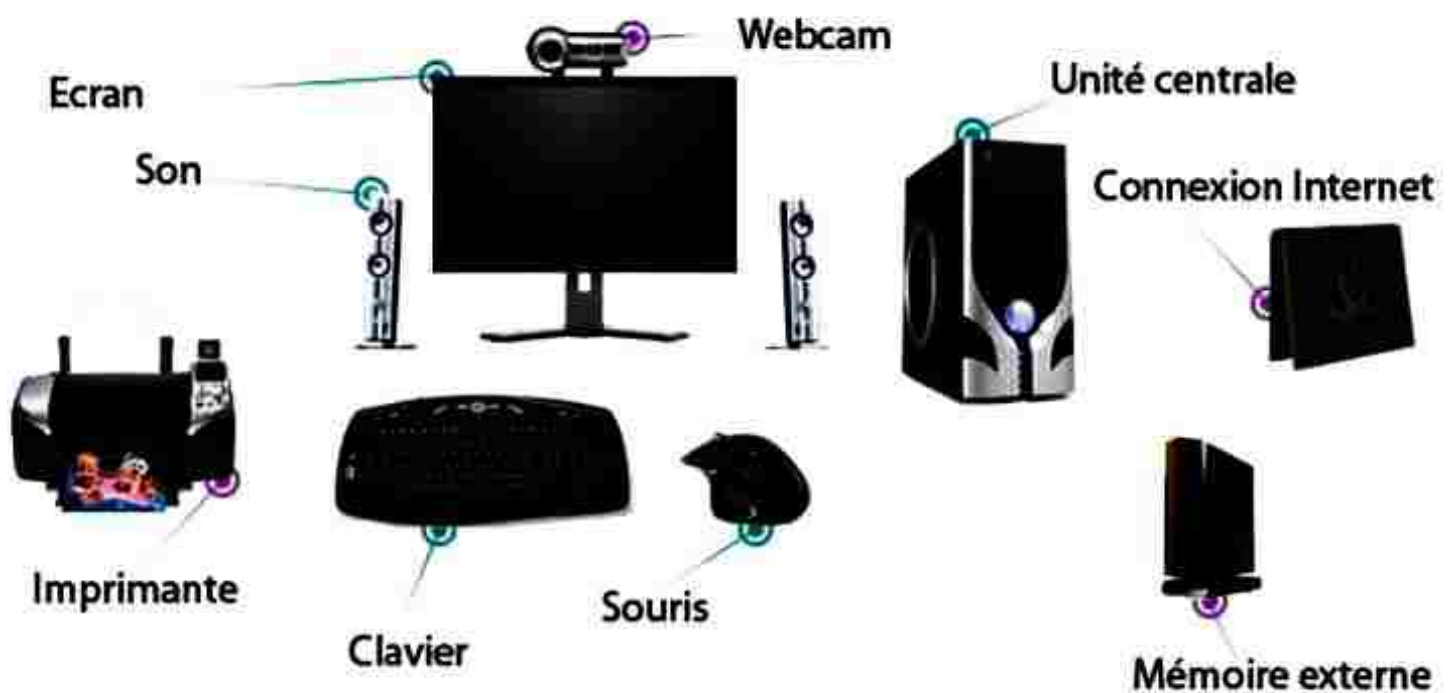 Webcam
Ecran
Unité centrale
Son
Connexion Internet
Imprimante
Souris
Clavier
Mémoire externe